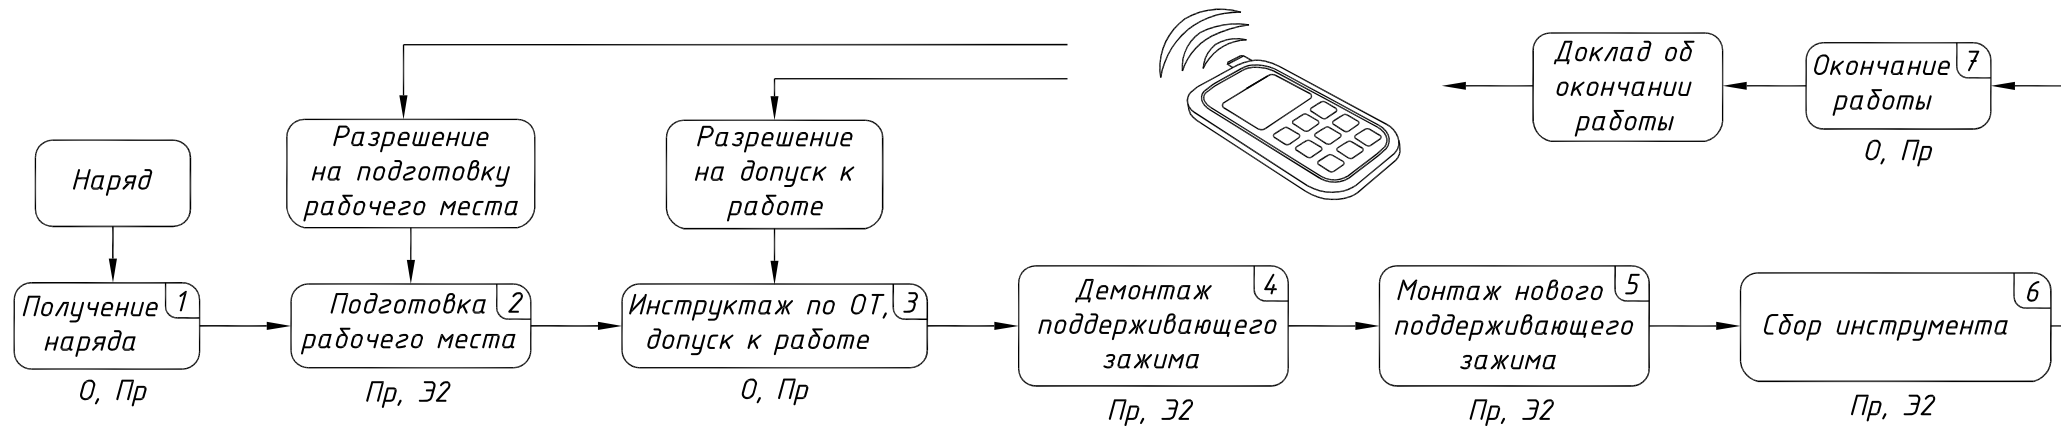 Наряд
Получение
наряда
1
О, Пр
Разрешение
на подготовку
рабочего места
Подготовка
рабочего места
2
Пр, Э2
Разрешение
на допуск к
работе
Инструктаж по ОТ,
допуск к работе
3
О, Пр
Демонтаж
поддерживающего
зажима
4
Пр, Э2
Монтаж нового
поддерживающего
зажима
5
Пр, Э2
Сбор инструмента
6
Пр, Э2
Окончание
работы
7
О, Пр
Доклад об
окончании
работы